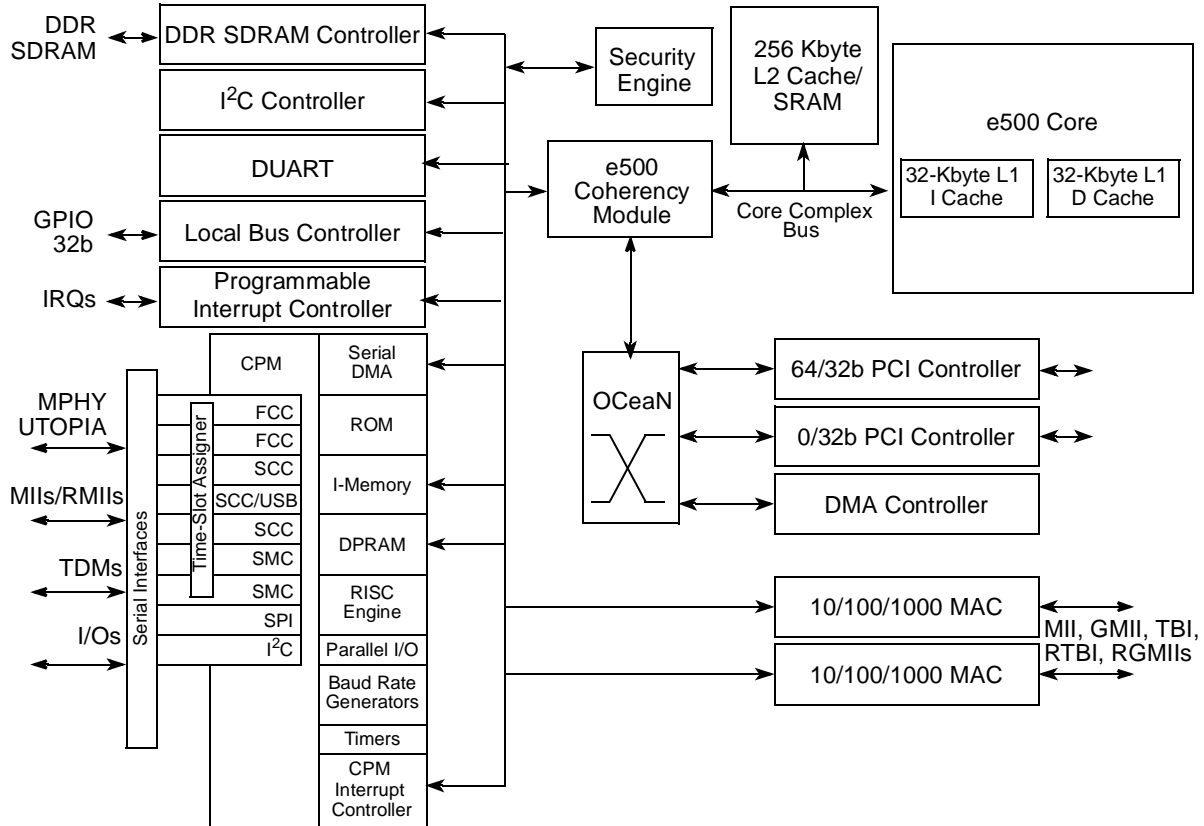 DDR
SDRAM
DDR SDRAM Controller
I²C Controller
DUART
GPIO
32b
Local Bus Controller
IRQs
Programmable
Interrupt Controller
Security
Engine
256 Kbyte
L2 Cache/
SRAM
e500 Core
32-Kbyte L1
I Cache
32-Kbyte L1
D Cache
e500
Coherency
Module
Core Complex
Bus
CPM
Serial
DMA
ROM
I-Memory
DPRAM
RISC
Engine
Parallel I/O
Baud Rate
Generators
Timers
CPM
Interrupt
Controller
MPHY
UTOPIA
MIIs/RMIIs
TDMs
I/Os
Serial Interfaces
Time-Slot Assigner
FCC
FCC
SCC
SCC/USB
SCC
SMC
SMC
SPI
I²C
OCeaN
64/32b PCI Controller
0/32b PCI Controller
DMA Controller
10/100/1000 MAC
10/100/1000 MAC
MII, GMII, TBI,
RTBI, RGMIIs